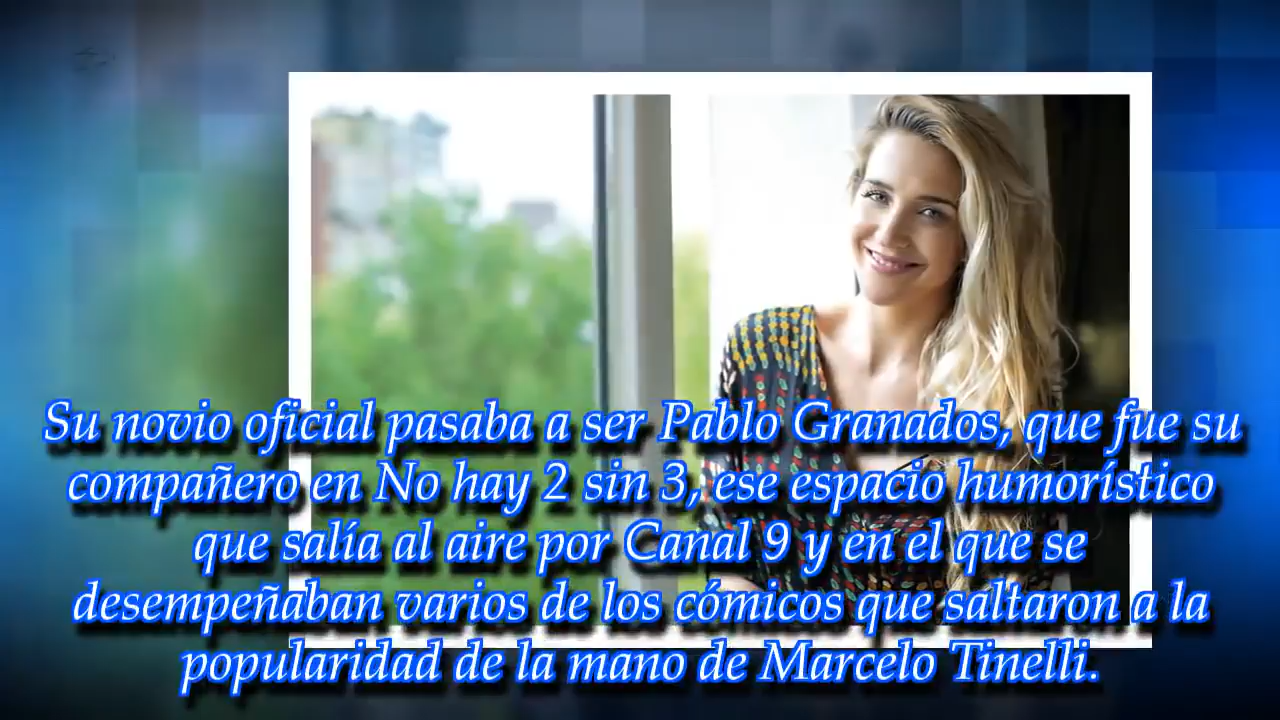 Su novio oficial pasaba a ser Pablo Granados, que fue su
compañero en No hay 2 sin 3, ese espacio humorístico
que salía al aire por Canal 9 y en el que se
desempeñaban varios de los cómicos que saltaron a la
popularidad de la mano de Marcelo Tinelli.